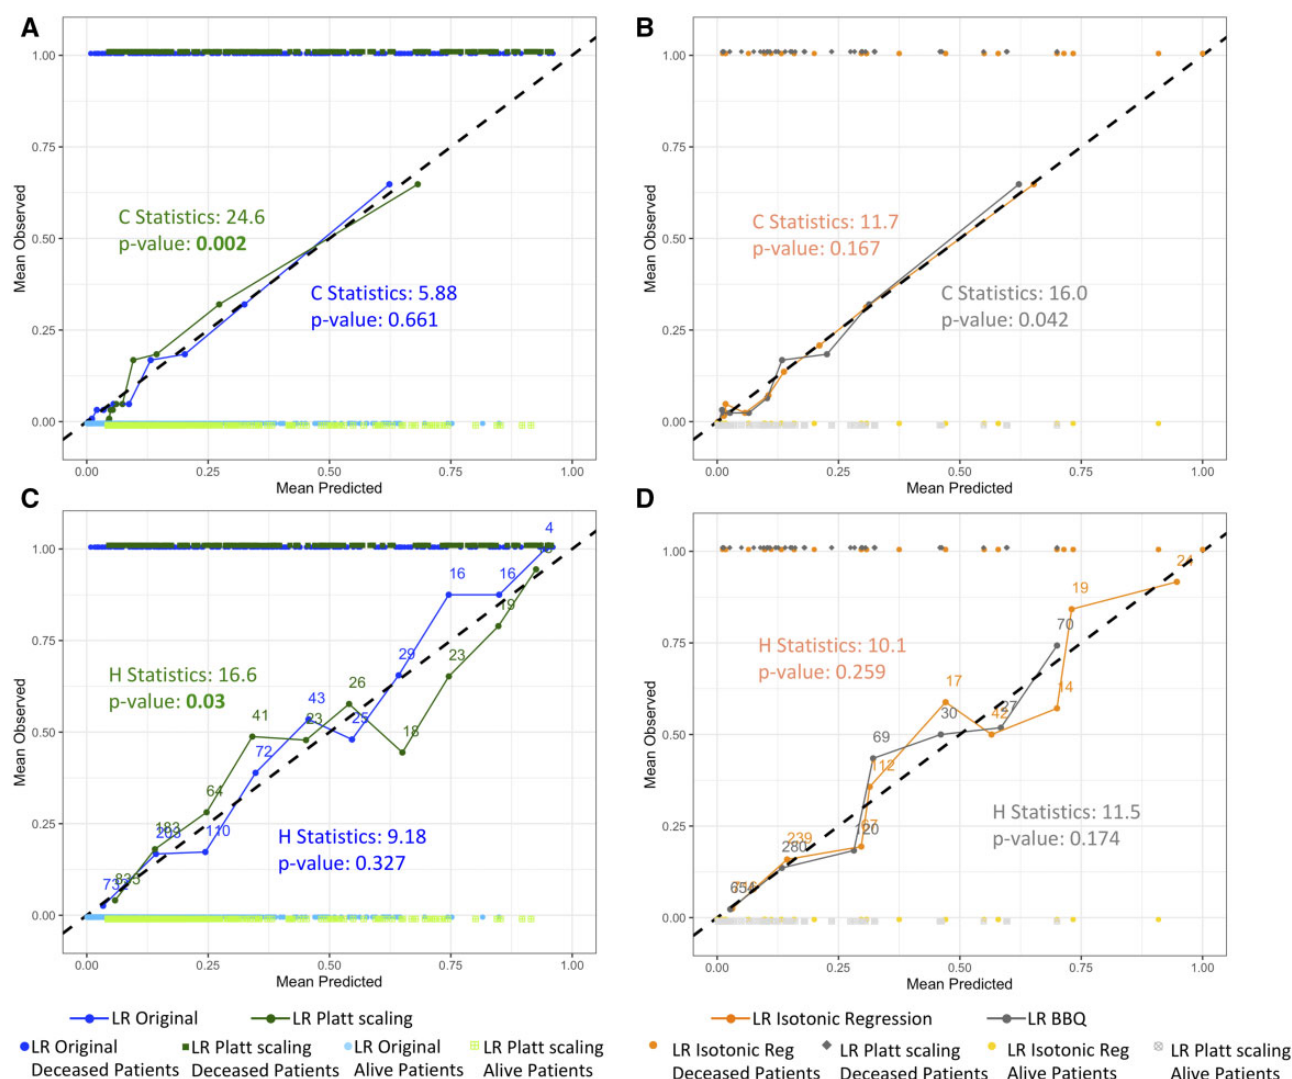 A
B
1.00
0.75
0.50
0.25
0.00
Mean Observed
C Statistics: 24.6
p-value: 0.002
C Statistics: 5.88
p-value: 0.661
0.00 0.25 0.50 0.75 1.00
Mean Predicted
1.00
0.75
0.50
0.25
0.00
Mean Observed
C Statistics: 11.7
p-value: 0.167
C Statistics: 16.0
p-value: 0.042
0.00 0.25 0.50 0.75 1.00
Mean Predicted
C
D
1.00
0.75
0.50
0.25
0.00
Mean Observed
4
16 16
19
29
23
26
43
23
25
41
18
72
64
110
H Statistics: 16.6
p-value: 0.03
H Statistics: 9.18
p-value: 0.327
0.00 0.25 0.50 0.75 1.00
Mean Predicted
1.00
0.75
0.50
0.25
0.00
Mean Observed
24
19
70
14
17
30
27
42
69
112
120
239
280
654
H Statistics: 10.1
p-value: 0.259
H Statistics: 11.5
p-value: 0.174
0.00 0.25 0.50 0.75 1.00
Mean Predicted
LR Original LR Platt scaling
LR Original LR Platt scaling LR Original LR Platt scaling
Deceased Patients Deceased Patients Alive Patients Alive Patients
LR Isotonic Regression LR BBQ
LR Isotonic Reg LR Platt scaling LR Isotonic Reg LR Platt scaling
Deceased Patients Deceased Patients Alive Patients Alive Patients